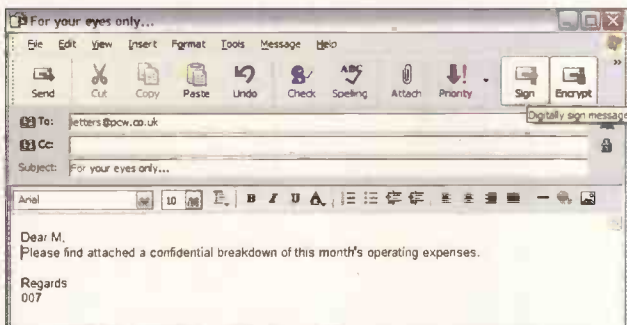 For your eyes only...
File Edit View Insert Format Tools Message Help
Send Cut Copy Paste Undo Check Spelling Attach Priority Sign Encrypt
To: letters@pcw.co.uk
Digitally sign message
Cc:
Subject: For your eyes only...
Arial 10 B I U A
Dear M,
Please find attached a confidential breakdown of this month's operating expenses.
Regards
007